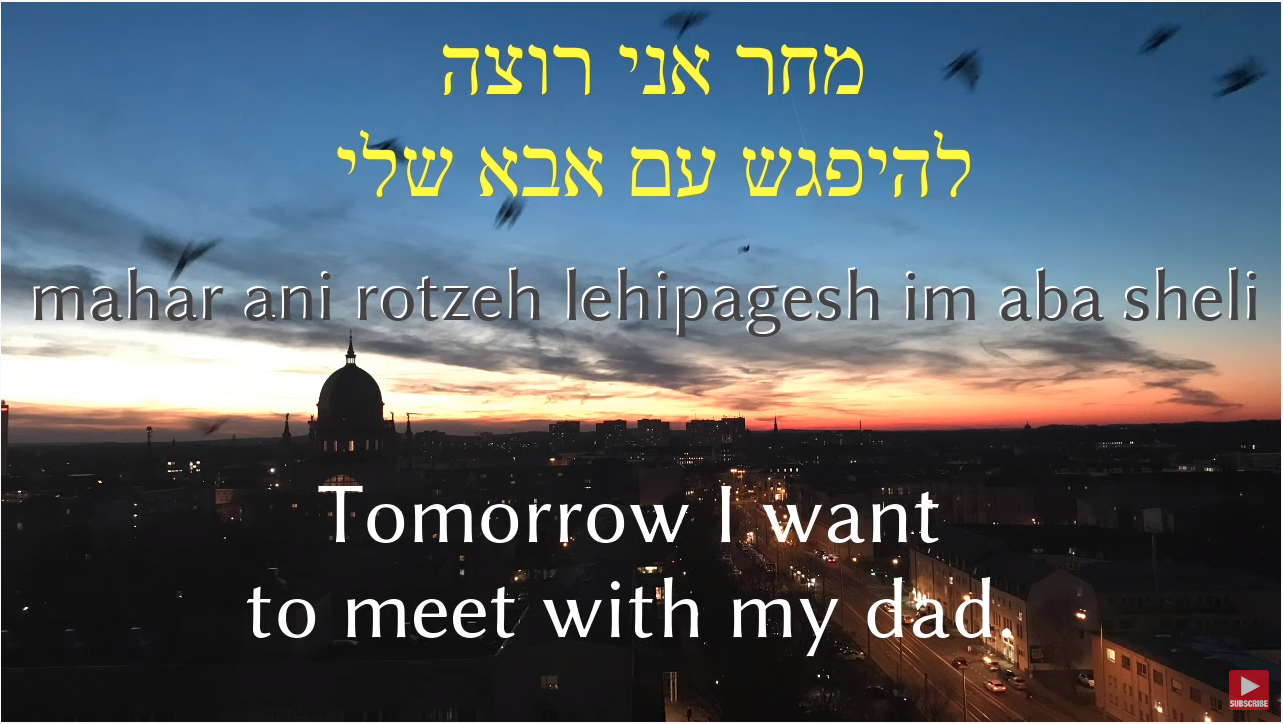 מחר אני רוצה
להיפגש עם אבא שלי
mahar ani rotzeh lehipagesh im aba sheli
Tomorrow I want
to meet with my dad
SUBSCRIBE